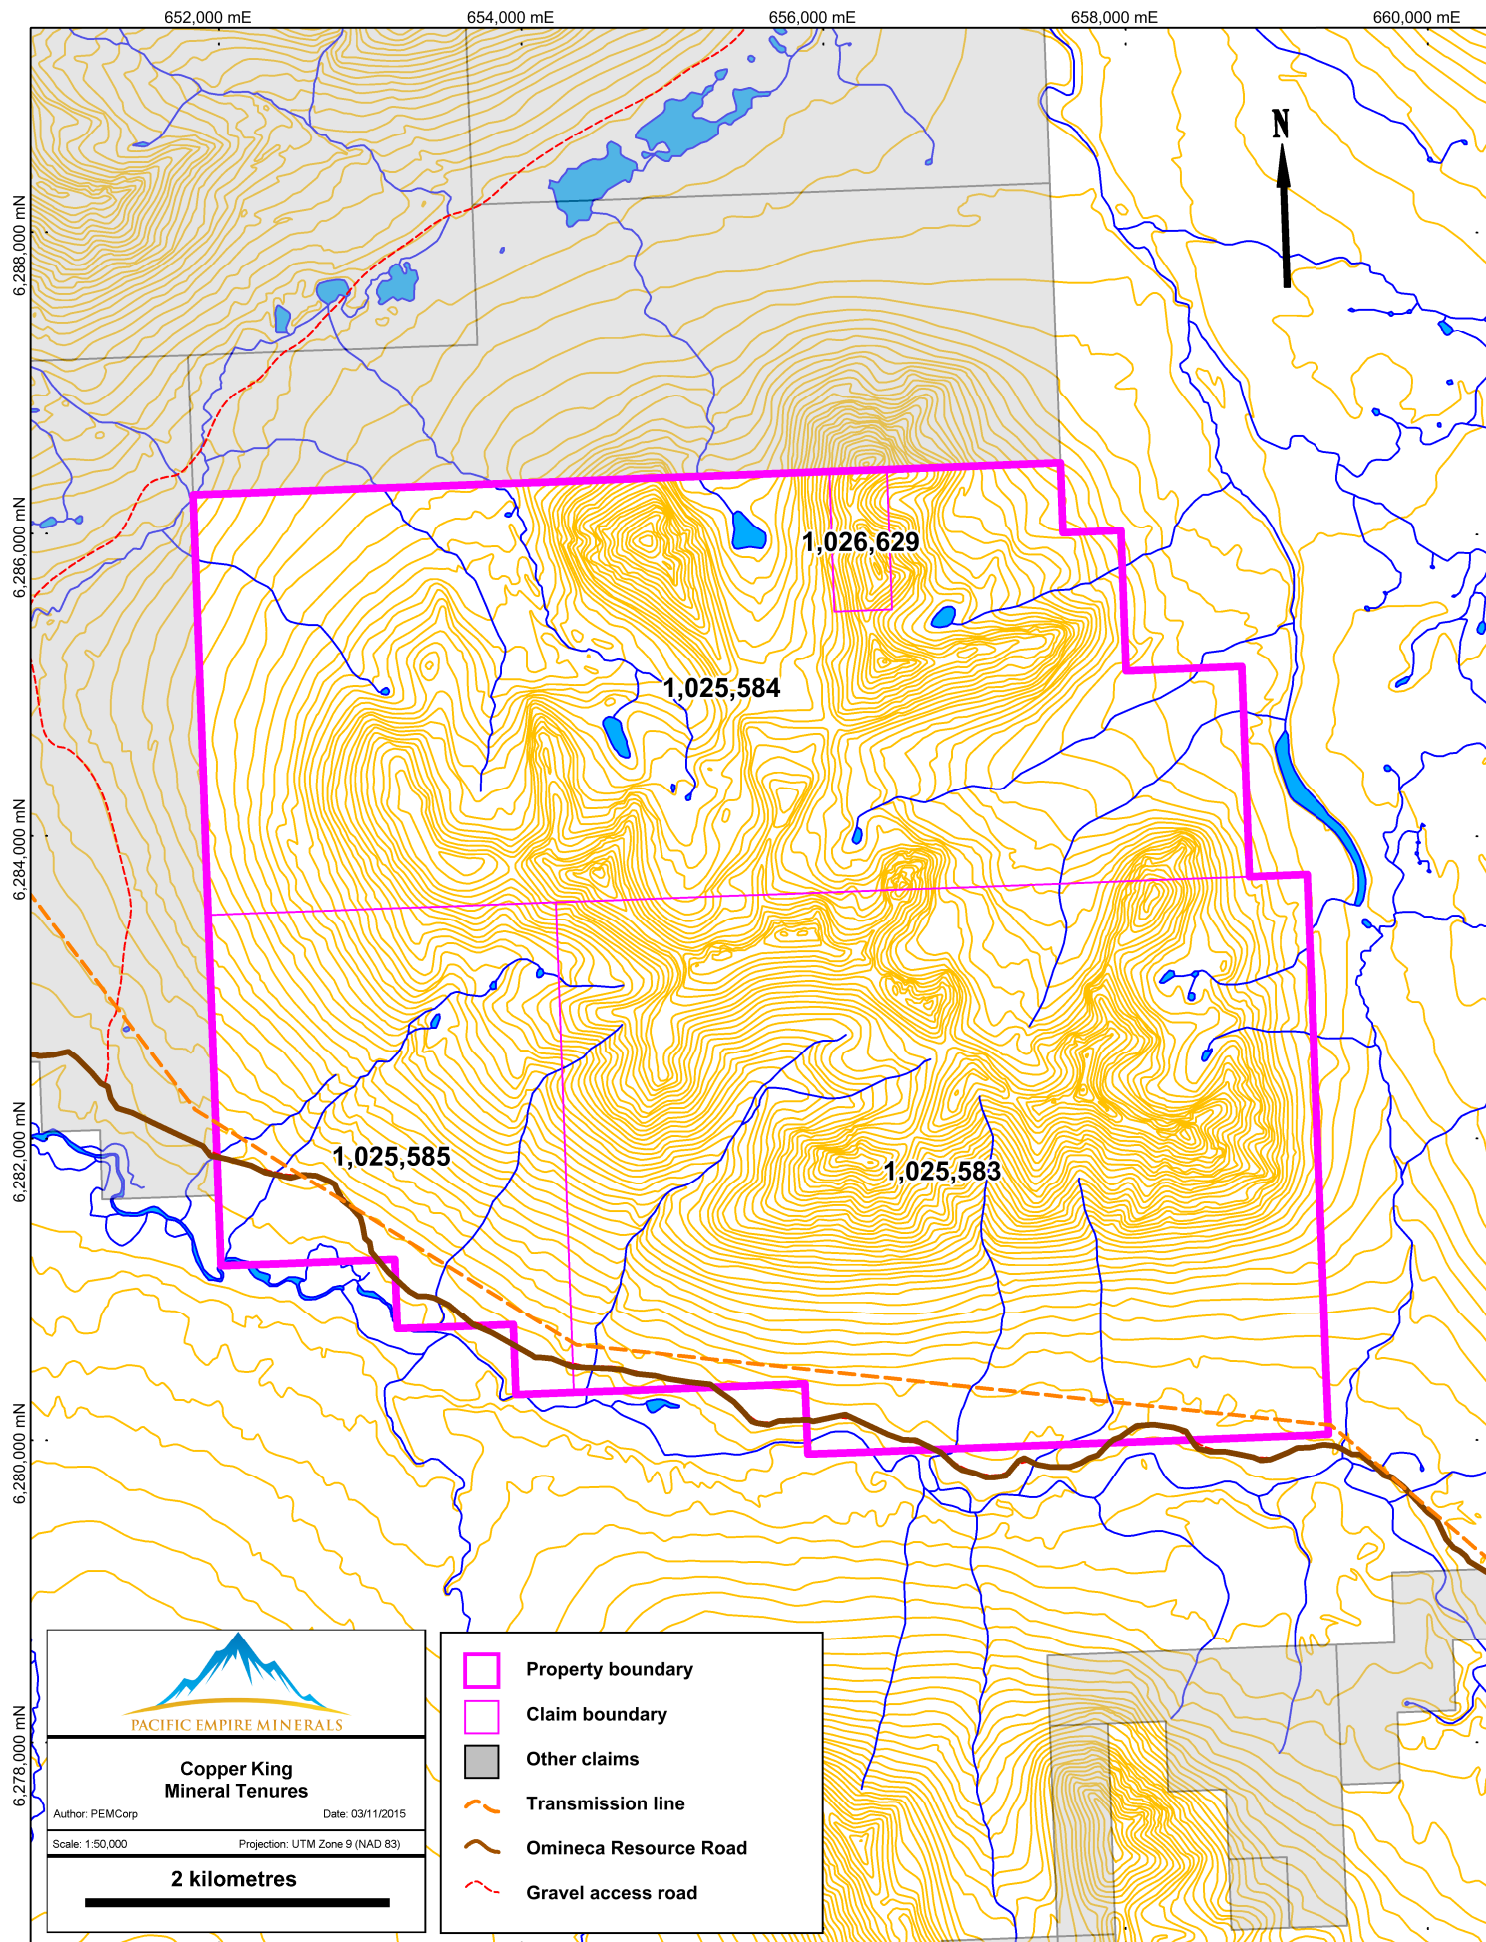 652,000 mE
654,000 mE
656,000 mE
658,000 mE
660,000 mE
N
6,288,000 mN
6,286,000 mN
1,026,629
1,025,584
6,284,000 mN
6,282,000 mN
1,025,585
1,025,583
6,280,000 mN
6,278,000 mN
PACIFIC EMPIRE MINERALS
Copper King
Mineral Tenures
Author: PEMCorp
Date: 03/11/2015
Scale: 1:50,000
Projection: UTM Zone 9 (NAD 83)
2 kilometres
Property boundary
Claim boundary
Other claims
Transmission line
Omineca Resource Road
Gravel access road